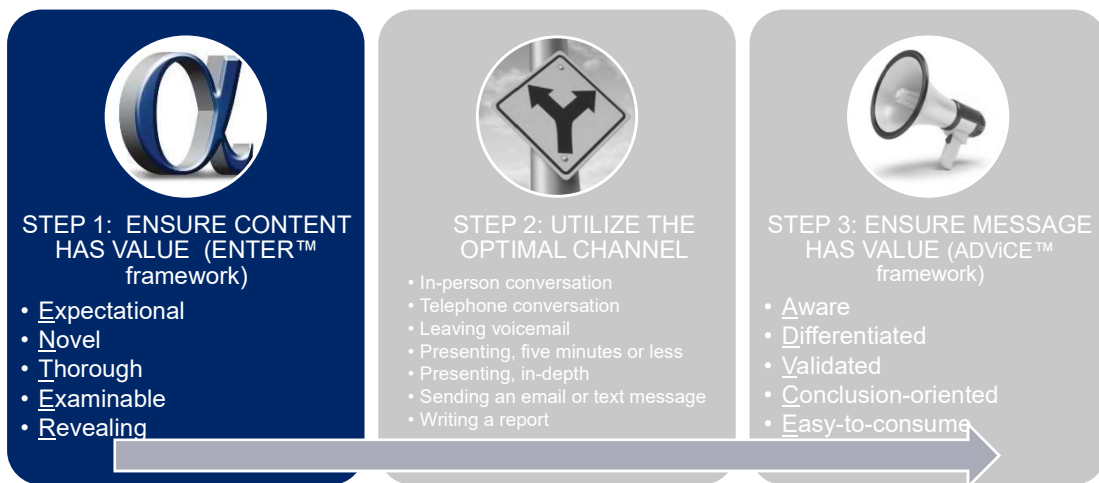 STEP 1: ENSURE CONTENT
HAS VALUE (ENTER™
framework)
• Expectational
• Novel
• Thorough
• Examinable
• Revealing
STEP 2: UTILIZE THE
OPTIMAL CHANNEL
• In-person conversation
• Telephone conversation
• Leaving voicemail
• Presenting, five minutes or less
• Presenting, in-depth
• Sending an email or text message
• Writing a report
STEP 3: ENSURE MESSAGE
HAS VALUE (ADViCE™
framework)
• Aware
• Differentiated
• Validated
• Conclusion-oriented
• Easy-to-consume